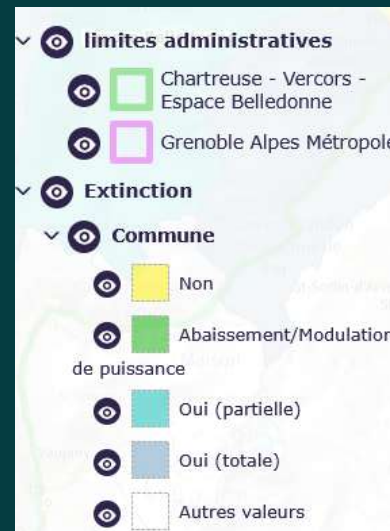 limites administratives
Chartreuse - Vercors -
Espace Belledonne
Grenoble Alpes Métropole
Extinction
Commune
Non
Abaissement/Modulation
de puissance
Oui (partielle)
Oui (totale)
Autres valeurs